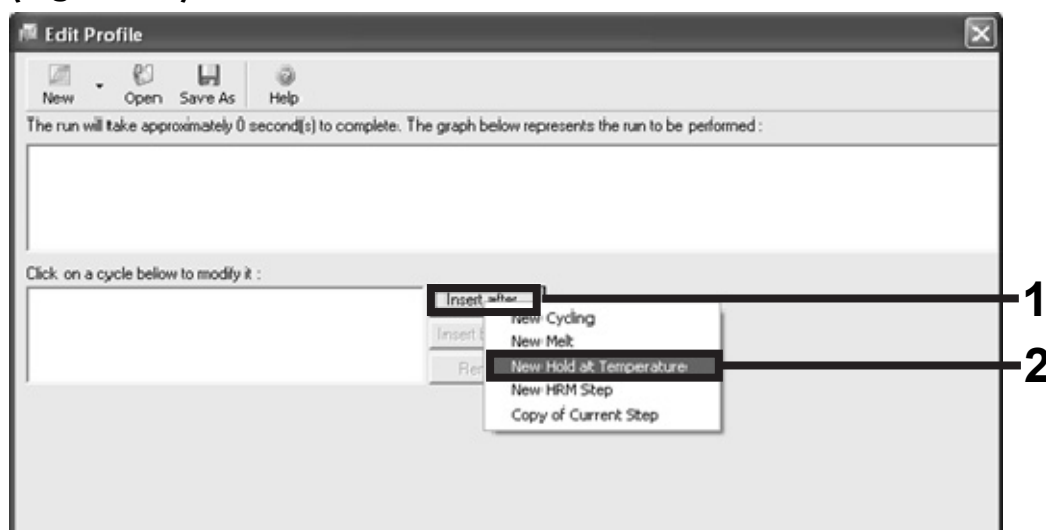 Edit Profile
New Open Save As Help
The run will take approximately 0 second(s) to complete. The graph below represents the run to be performed :
Click on a cycle below to modify it :
Insert after
1
New Cycling
Insert
New Melt
New Hold at Temperature
2
New HRM Step
Copy of Current Step